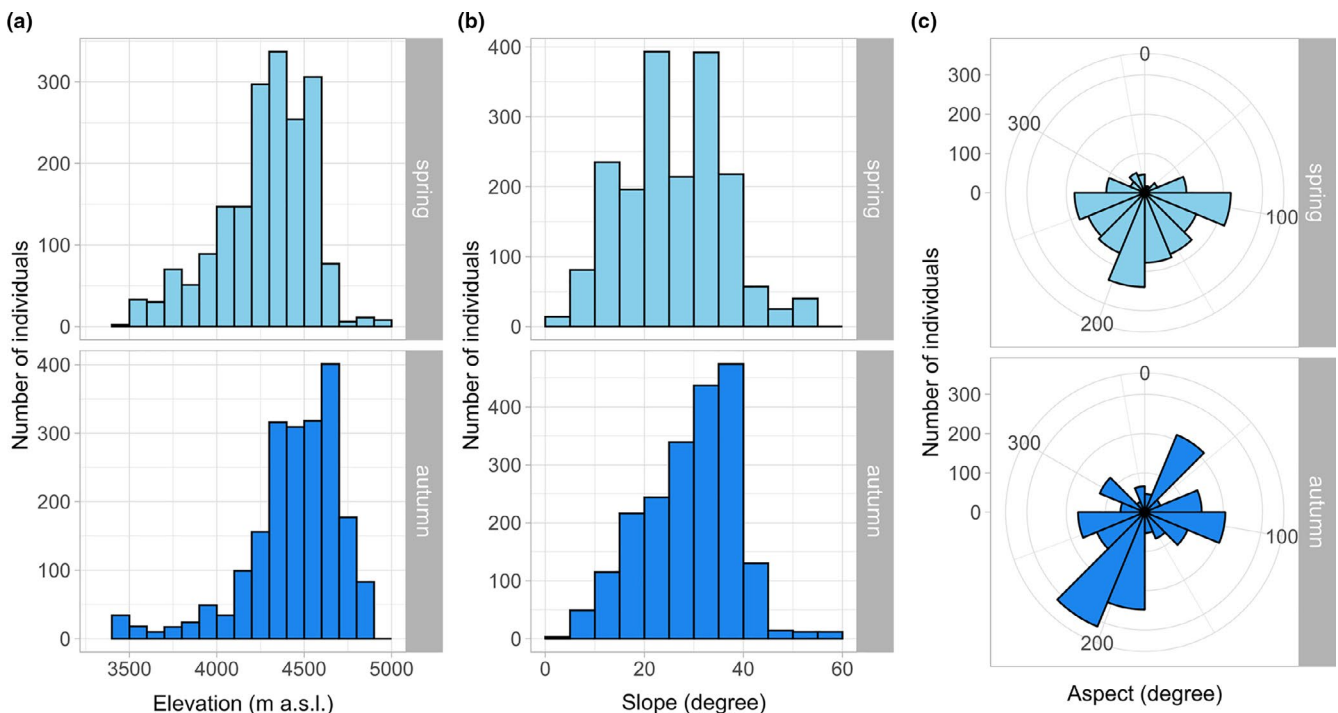 (a)
Number of individuals
300
200
100
0
spring
400
300
200
100
0
autumn
3500 4000 4500 5000
Elevation (m a.s.l.)
(b)
Number of individuals
400
300
200
100
0
spring
400
300
200
100
0
autumn
0 20 40 60
Slope (degree)
(c)
Number of individuals
300
200
100
0
0
100
200
300
spring
300
200
100
0
0
100
200
300
autumn
Aspect (degree)